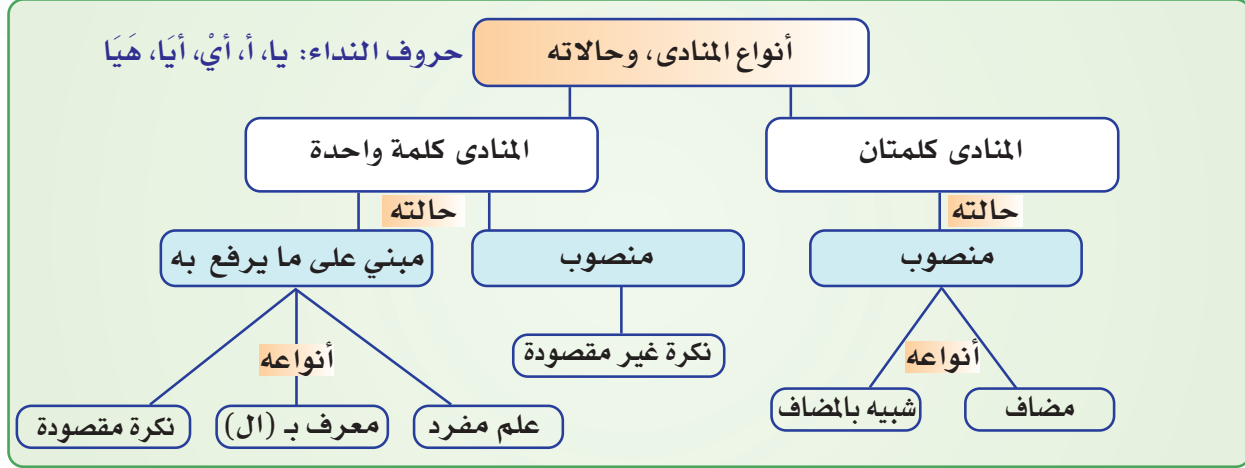 أنواع المنادى، وحالاته
حروف النداء: يا، أ، أيْ، أيَا، هَيَا
المنادى كلمتان
المنادى كلمة واحدة
حالته
حالته
منصوب
منصوب
مبني على ما يرفع به
نكرة غير مقصودة
أنواعه
أنواعه
مضاف
شبيه بالمضاف
علم مفرد
معرف بـ (ال)
نكرة مقصودة